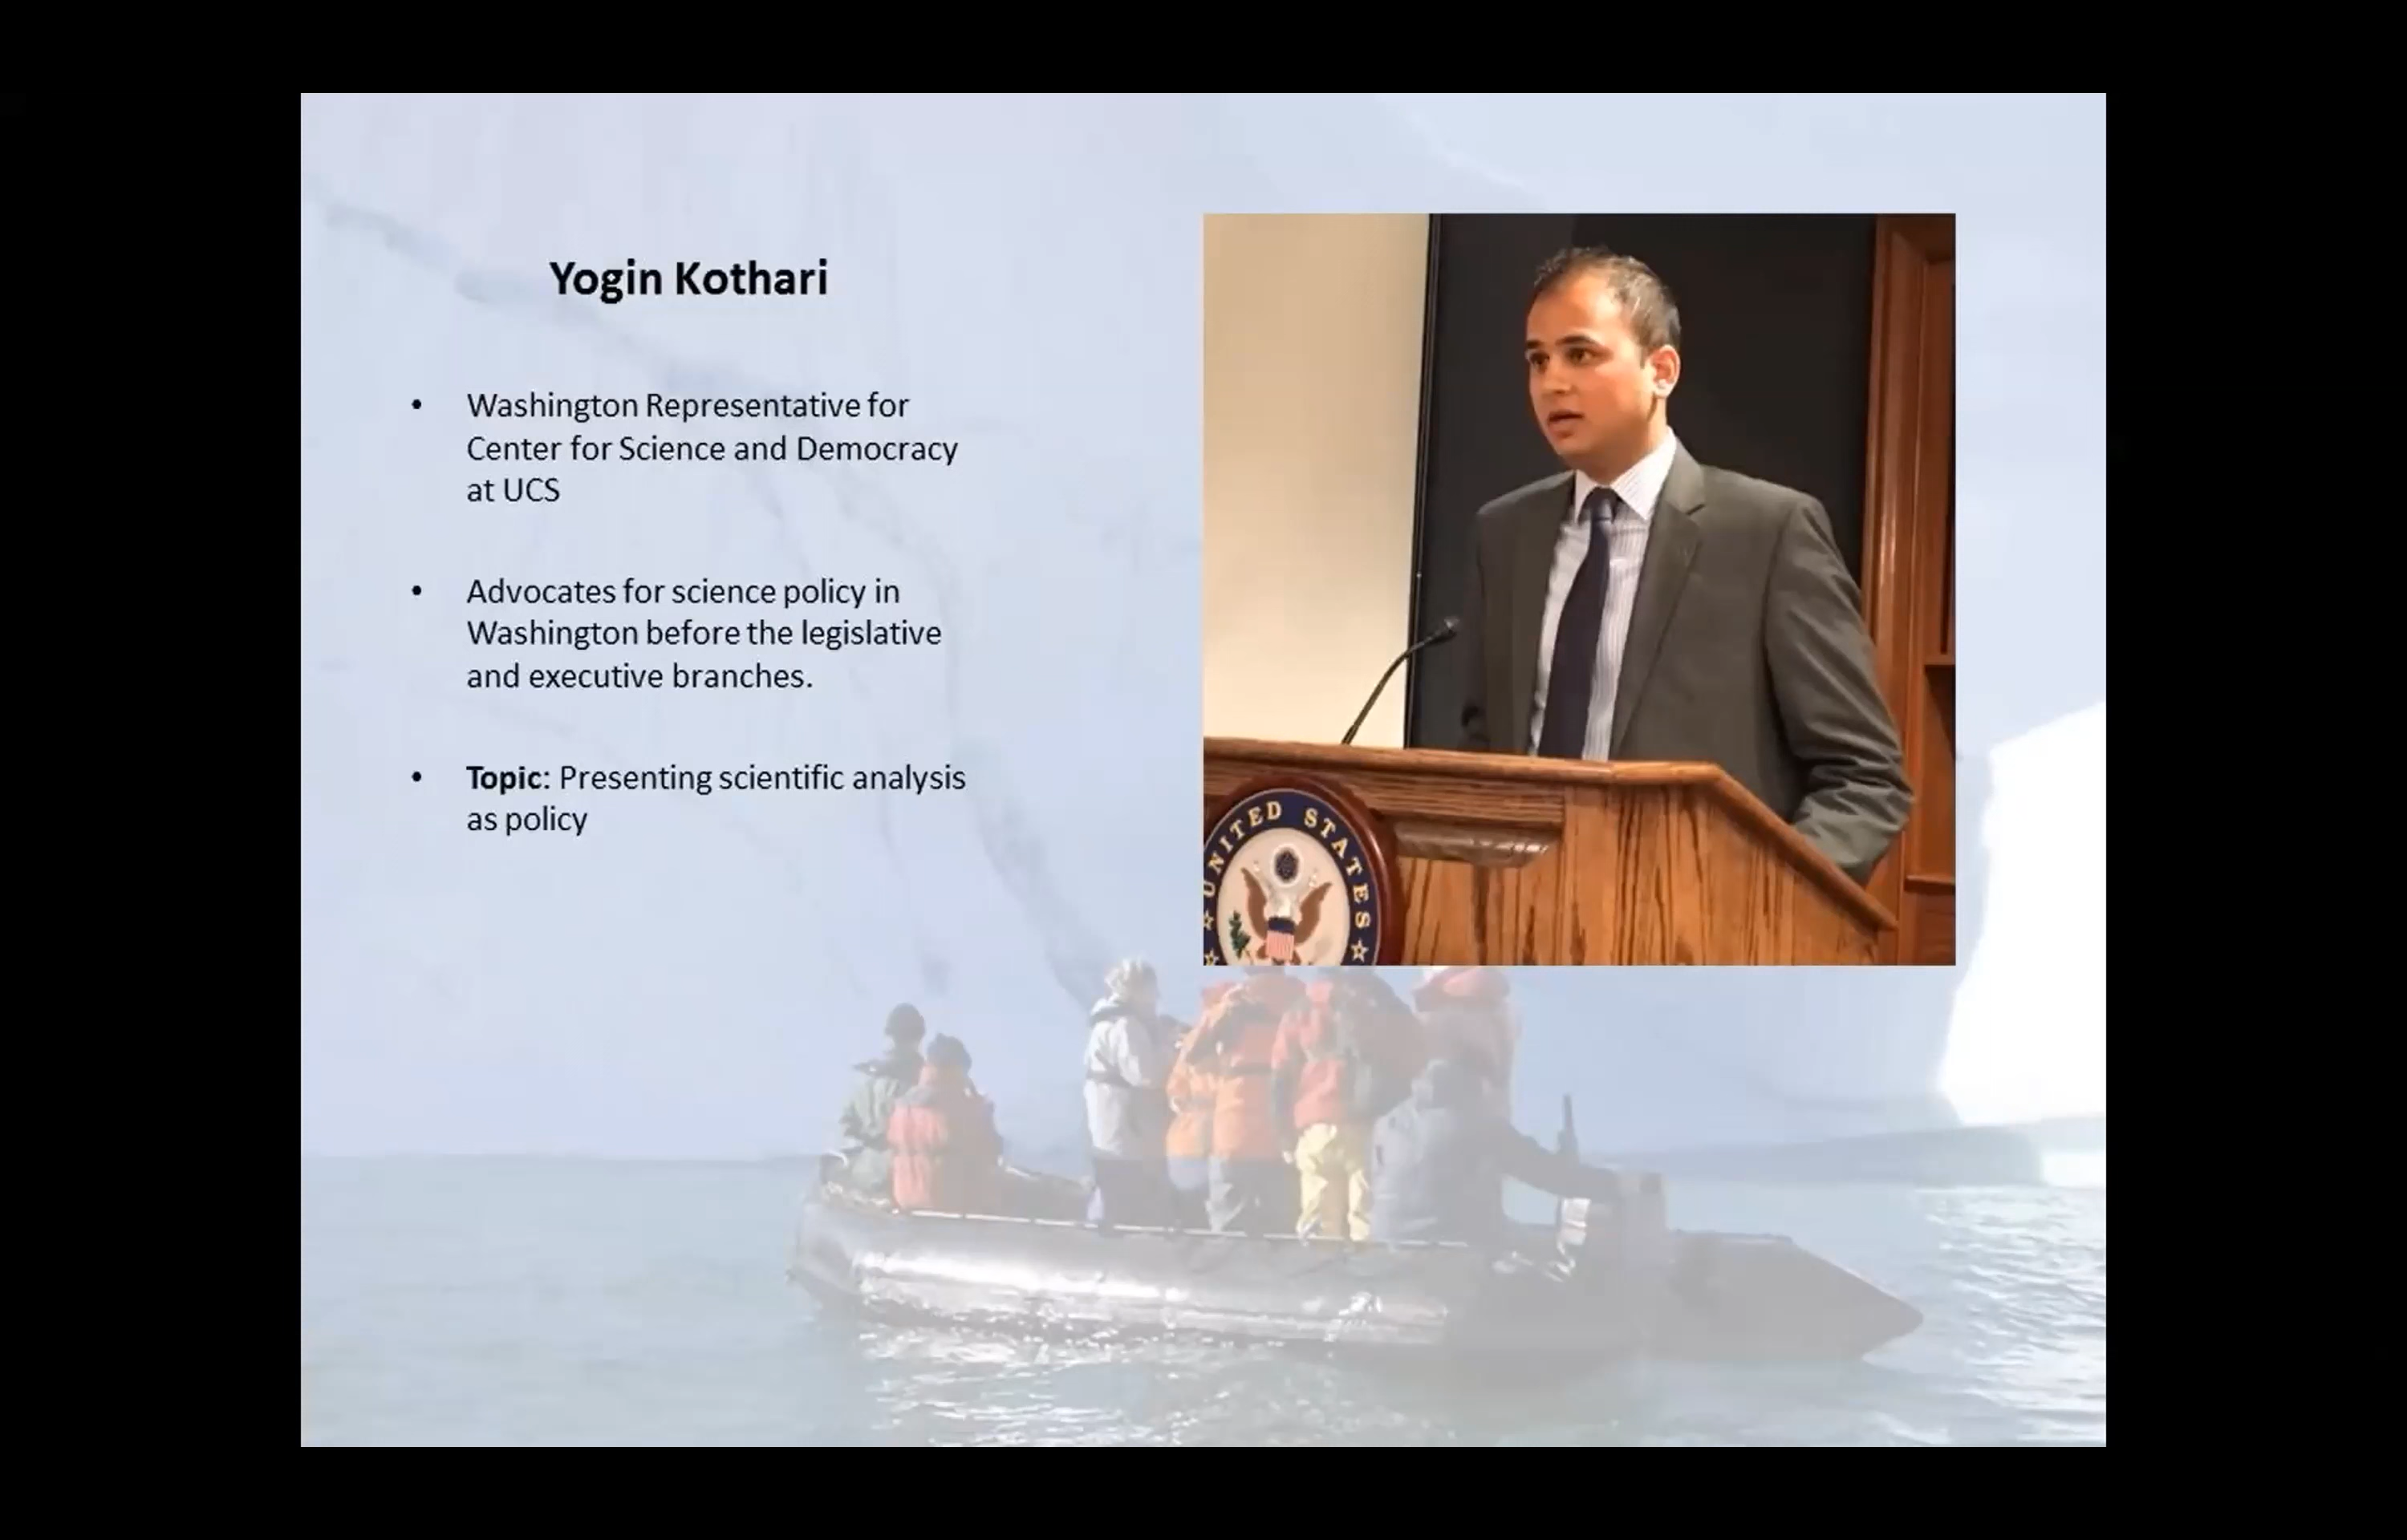 Yogin Kothari
• Washington Representative for
Center for Science and Democracy
at UCS
• Advocates for science policy in
Washington before the legislative
and executive branches.
• Topic: Presenting scientific analysis
as policy
UNITED STATES